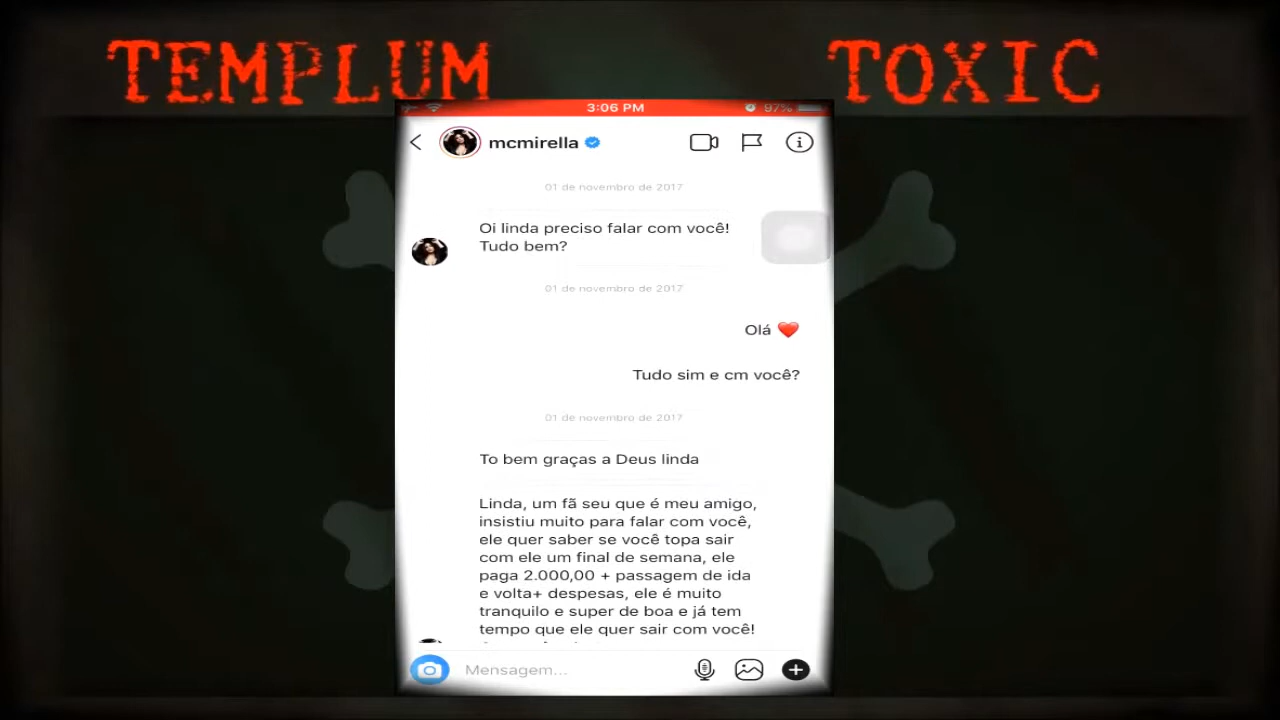 TEMPLUM TOXIC
3:06 PM 97%
mcmirella
01 de novembro de 2017
Oi linda preciso falar com você!
Tudo bem?
01 de novembro de 2017
Olá ❤️
Tudo sim e cm você?
01 de novembro de 2017
To bem graças a Deus linda
Linda, um fã seu que é meu amigo,
insistiu muito para falar com você,
ele quer saber se você topa sair
com ele um final de semana, ele
paga 2.000,00 + passagem de ida
e volta+ despesas, ele é muito
tranquilo e super de boa e já tem
tempo que ele quer sair com você!
Mensagem...